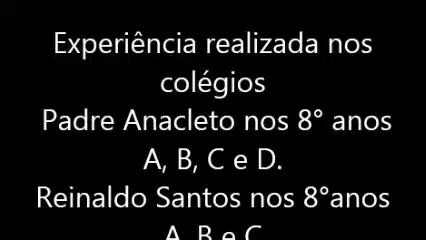 Experiência realizada nos
colégios
Padre Anacleto nos 8° anos
A, B, C e D.
Reinaldo Santos nos 8°anos
A, B e C